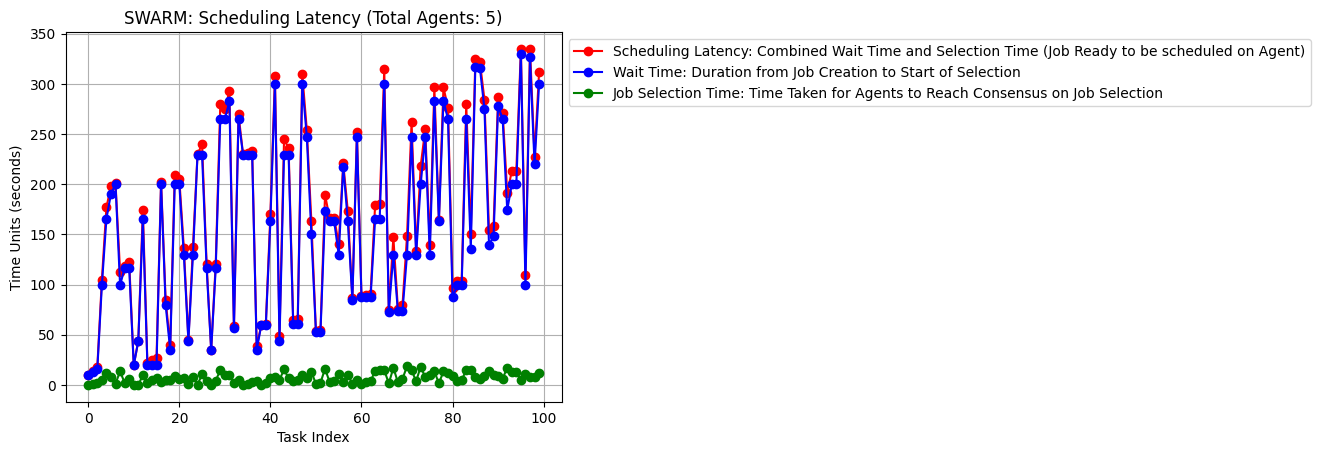 SWARM: Scheduling Latency (Total Agents: 5)
Scheduling Latency: Combined Wait Time and Selection Time (Job Ready to be scheduled on Agent)
Wait Time: Duration from Job Creation to Start of Selection
Job Selection Time: Time Taken for Agents to Reach Consensus on Job Selection
Time Units (seconds)
350
300
250
200
150
100
50
0
0 20 40 60 80 100
Task Index